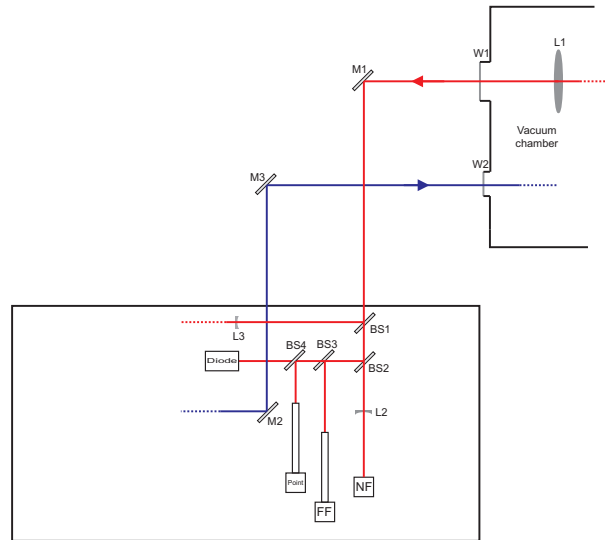 L1
W1
M1
Vacuum
chamber
W2
M3
BS1
L3
BS4
BS3
BS2
Diode
L2
M2
Point
NF
FF